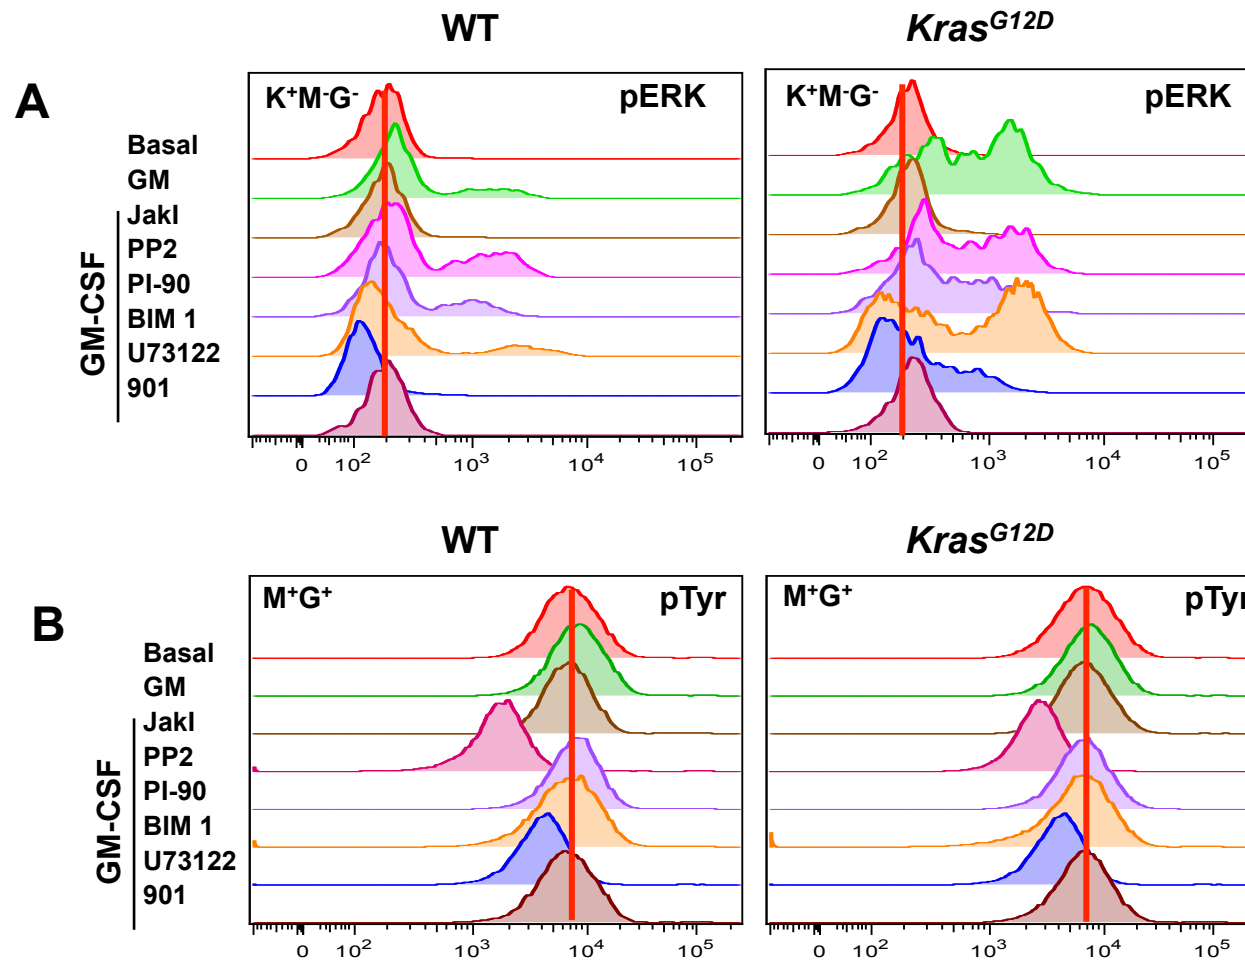 WT
Kras^G12D
A
K⁺M⁻G⁻ pERK
K⁺M⁻G⁻ pERK
Basal
GM
JakI
PP2
PI-90
BIM 1
U73122
901
GM-CSF
0 10² 10³ 10⁴ 10⁵
0 10² 10³ 10⁴ 10⁵
WT
Kras^G12D
B
M⁺G⁺ pTyr
M⁺G⁺ pTyr
Basal
GM
JakI
PP2
PI-90
BIM 1
U73122
901
GM-CSF
0 10² 10³ 10⁴ 10⁵
0 10² 10³ 10⁴ 10⁵